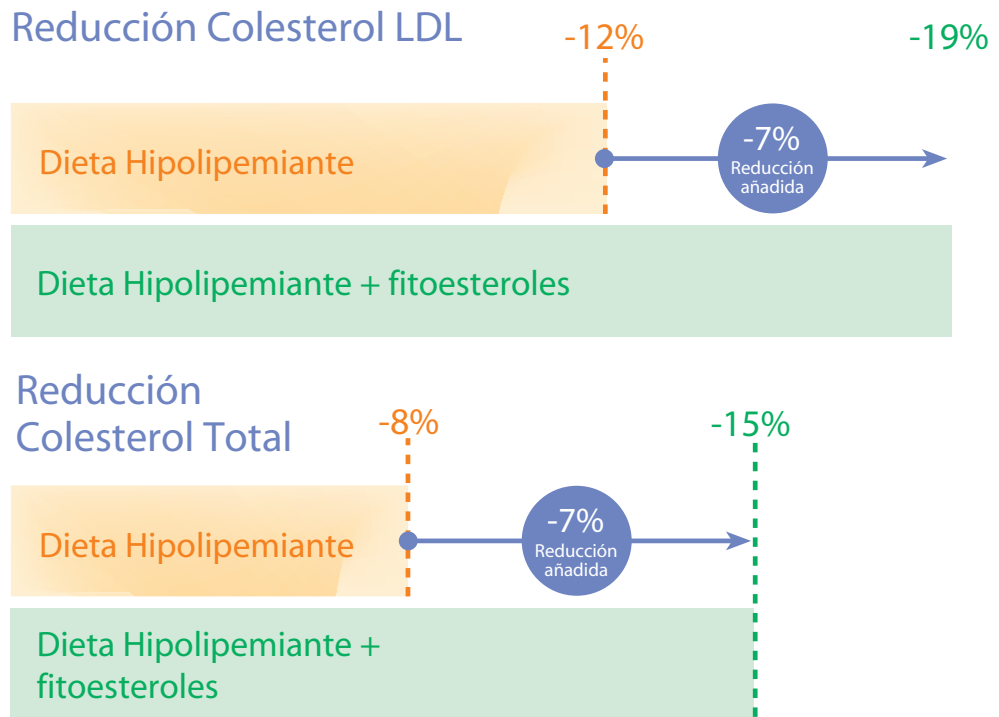 Reducción Colesterol LDL
-12%
-19%
Dieta Hipolipemiante
-7%
Reducción
añadida
Dieta Hipolipemiante + fitoesteroles
Reducción
Colesterol Total
-8%
-15%
Dieta Hipolipemiante
-7%
Reducción
añadida
Dieta Hipolipemiante +
fitoesteroles